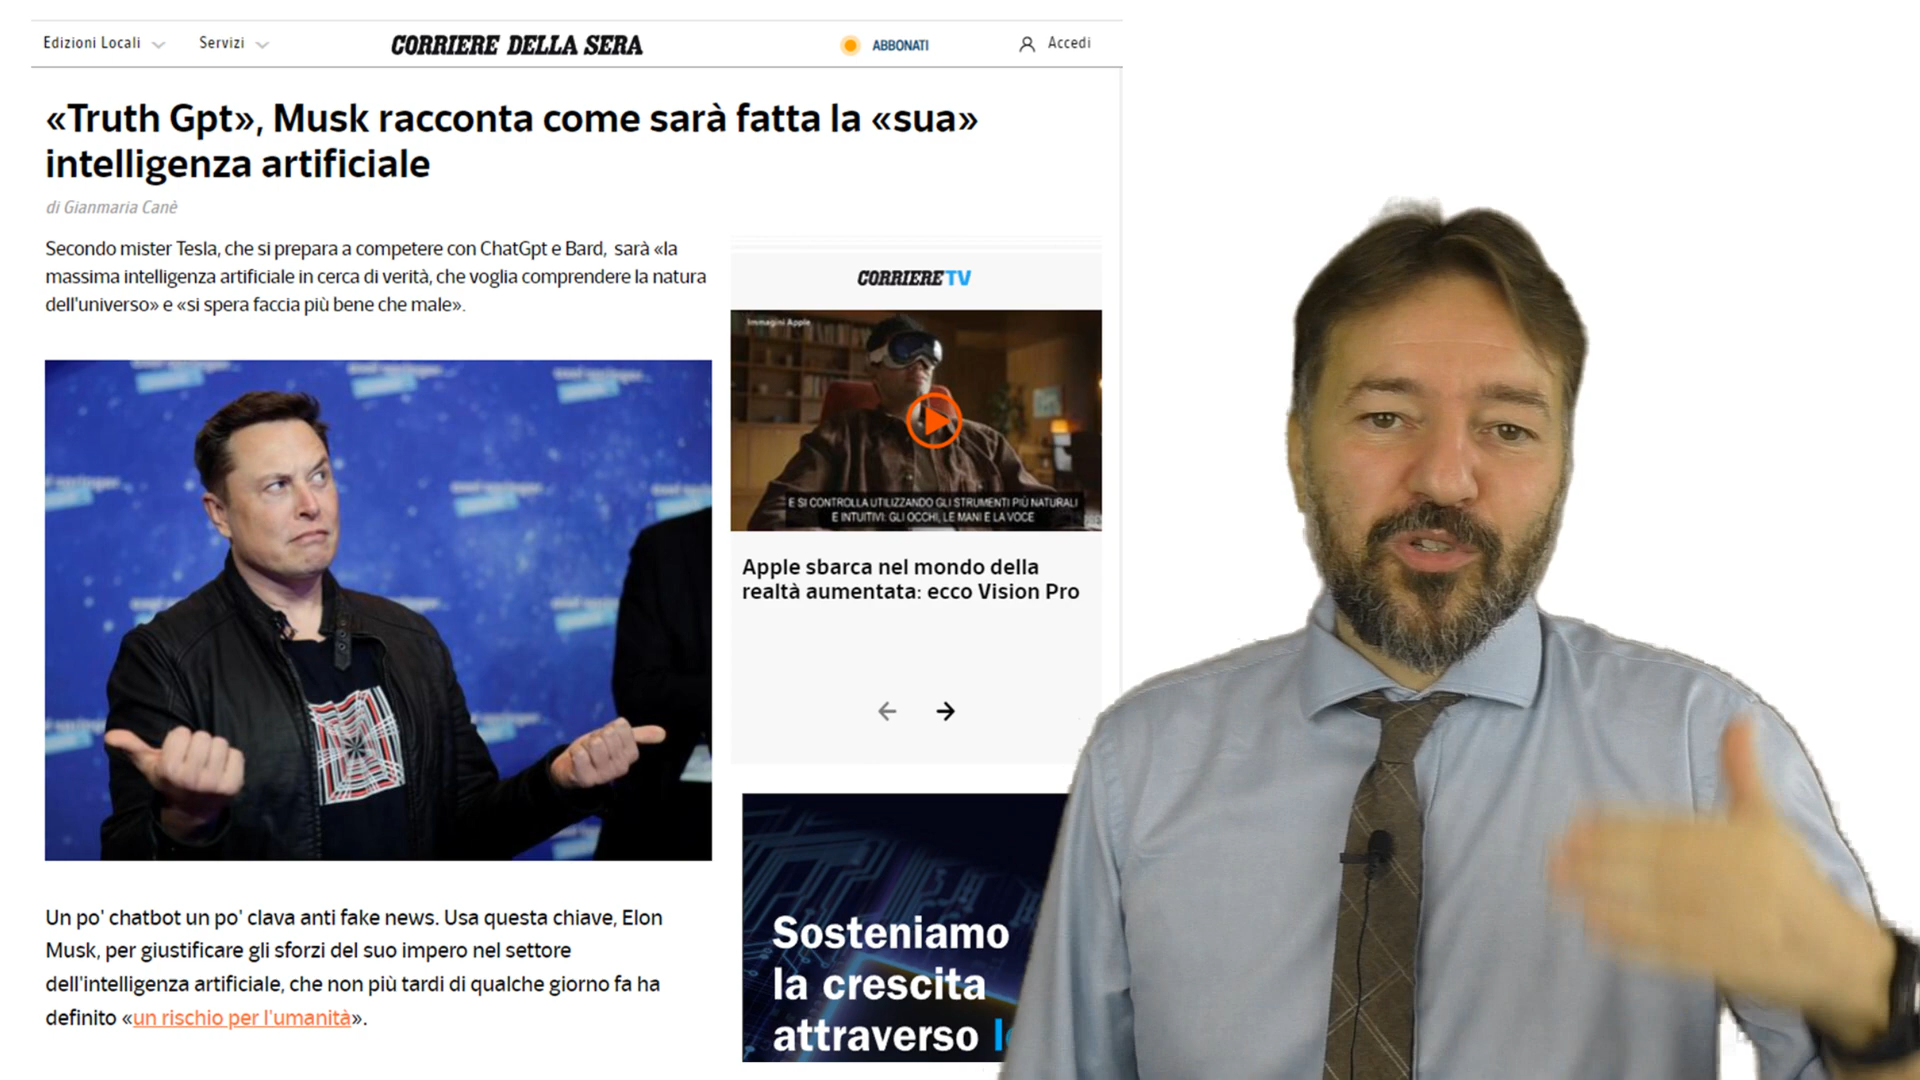 Edizioni Locali
Servizi
CORRIERE DELLA SERA
ABBONATI
Accedi
«Truth Gpt», Musk racconta come sarà fatta la «sua»
intelligenza artificiale
di Gianmaria Canè
Secondo mister Tesla, che si prepara a competere con ChatGpt e Bard, sarà «la
massima intelligenza artificiale in cerca di verità, che voglia comprendere la natura
dell'universo» e «si spera faccia più bene che male».
CORRIERE TV
Immagini Apple
E SI CONTROLLA UTILIZZANDO GLI STRUMENTI PIÙ NATURALI
E INTUITIVI: GLI OCCHI, LE MANI E LA VOCE
Apple sbarca nel mondo della
realtà aumentata: ecco Vision Pro
Un po' chatbot un po' clava anti fake news. Usa questa chiave, Elon
Musk, per giustificare gli sforzi del suo impero nel settore
dell'intelligenza artificiale, che non più tardi di qualche giorno fa ha
definito «un rischio per l'umanità».
Sosteniamo
la crescita
attraverso